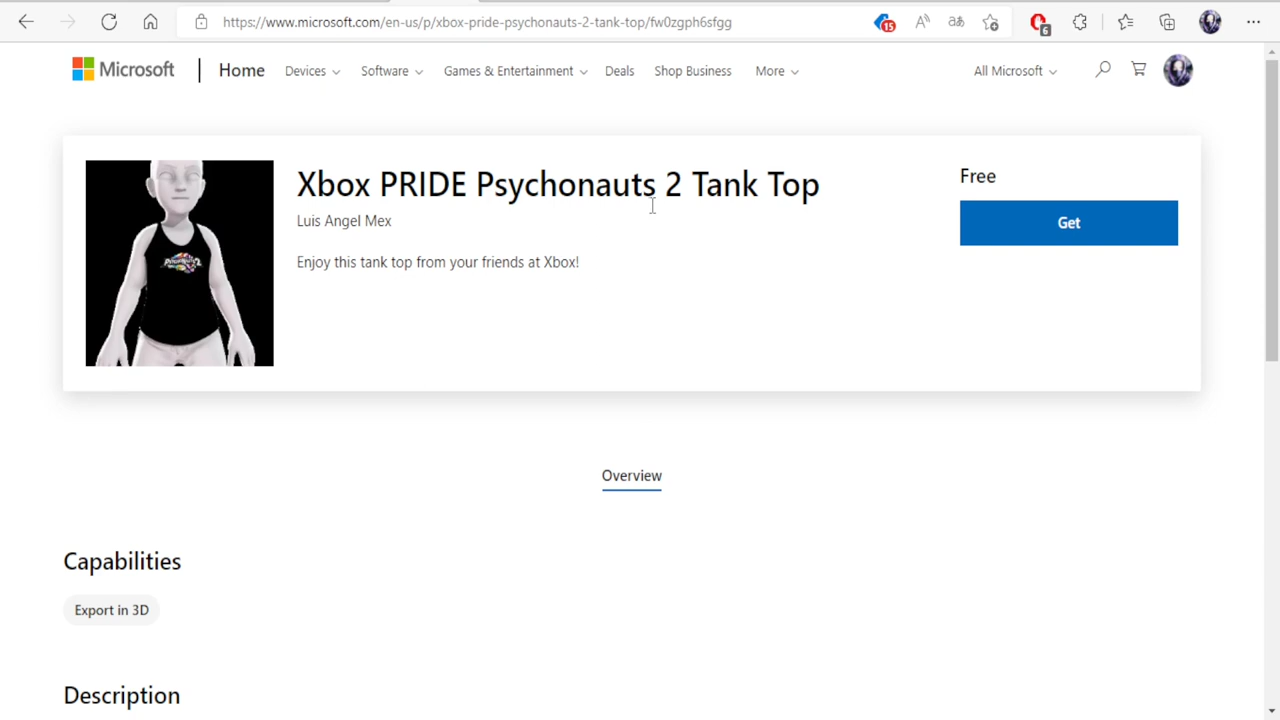 https://www.microsoft.com/en-us/p/xbox-pride-psychonauts-2-tank-top/fw0zgph6sfgg
15
6
Microsoft
Home
Devices
Software
Games & Entertainment
Deals
Shop Business
More
All Microsoft
Xbox PRIDE Psychonauts 2 Tank Top
Luis Angel Mex
Enjoy this tank top from your friends at Xbox!
Free
Get
Overview
Capabilities
Export in 3D
Description